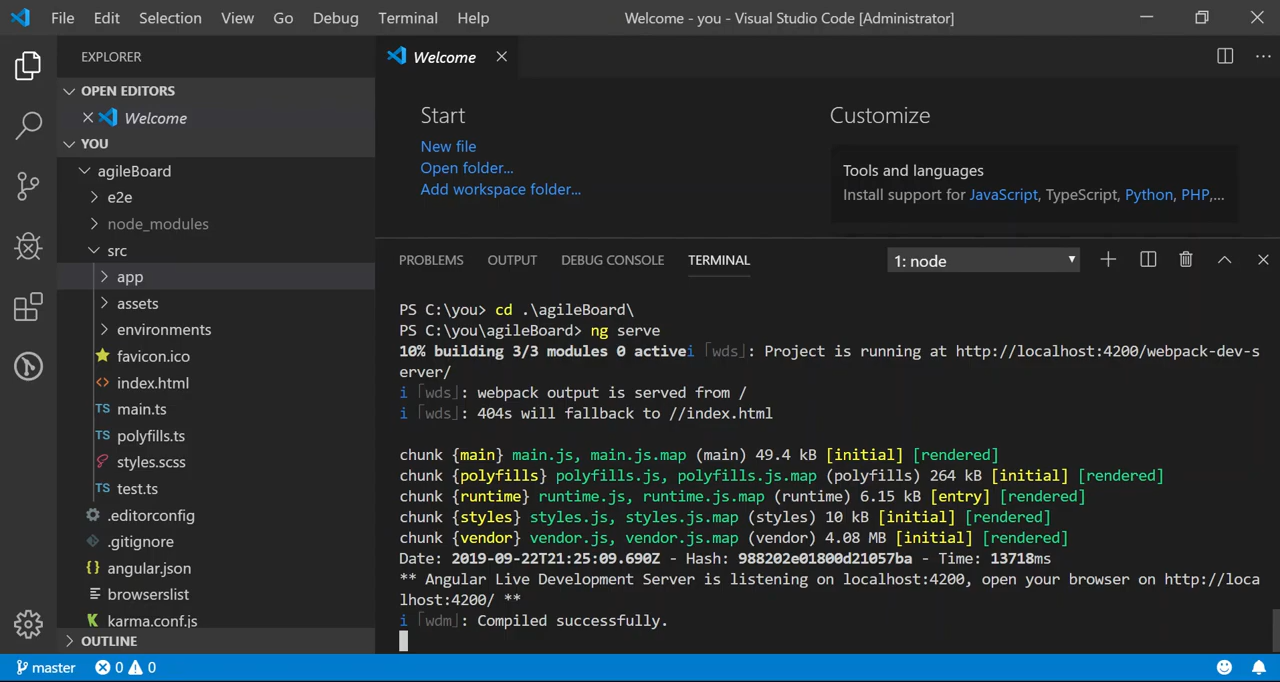 File Edit Selection View Go Debug Terminal Help Welcome - you - Visual Studio Code [Administrator]
EXPLORER
OPEN EDITORS
Welcome
YOU
agileBoard
e2e
node_modules
src
app
assets
environments
favicon.ico
index.html
TS main.ts
TS polyfills.ts
styles.scss
TS test.ts
.editorconfig
.gitignore
{} angular.json
browserslist
karma.conf.js
OUTLINE
Welcome
Start
New file
Open folder...
Add workspace folder...
Customize
Tools and languages
Install support for JavaScript, TypeScript, Python, PHP,...
PROBLEMS OUTPUT DEBUG CONSOLE TERMINAL 1: node
PS C:\you> cd .\agileBoard\
PS C:\you\agileBoard> ng serve
10% building 3/3 modules 0 activei ｢wds｣: Project is running at http://localhost:4200/webpack-dev-s
erver/
i ｢wds｣: webpack output is served from /
i ｢wds｣: 404s will fallback to //index.html
chunk {main} main.js, main.js.map (main) 49.4 kB [initial] [rendered]
chunk {polyfills} polyfills.js, polyfills.js.map (polyfills) 264 kB [initial] [rendered]
chunk {runtime} runtime.js, runtime.js.map (runtime) 6.15 kB [entry] [rendered]
chunk {styles} styles.js, styles.js.map (styles) 10 kB [initial] [rendered]
chunk {vendor} vendor.js, vendor.js.map (vendor) 4.08 MB [initial] [rendered]
Date: 2019-09-22T21:25:09.690Z - Hash: 988202e01800d21057ba - Time: 13718ms
** Angular Live Development Server is listening on localhost:4200, open your browser on http://loca
lhost:4200/ **
i ｢wdm｣: Compiled successfully.
master 0 0